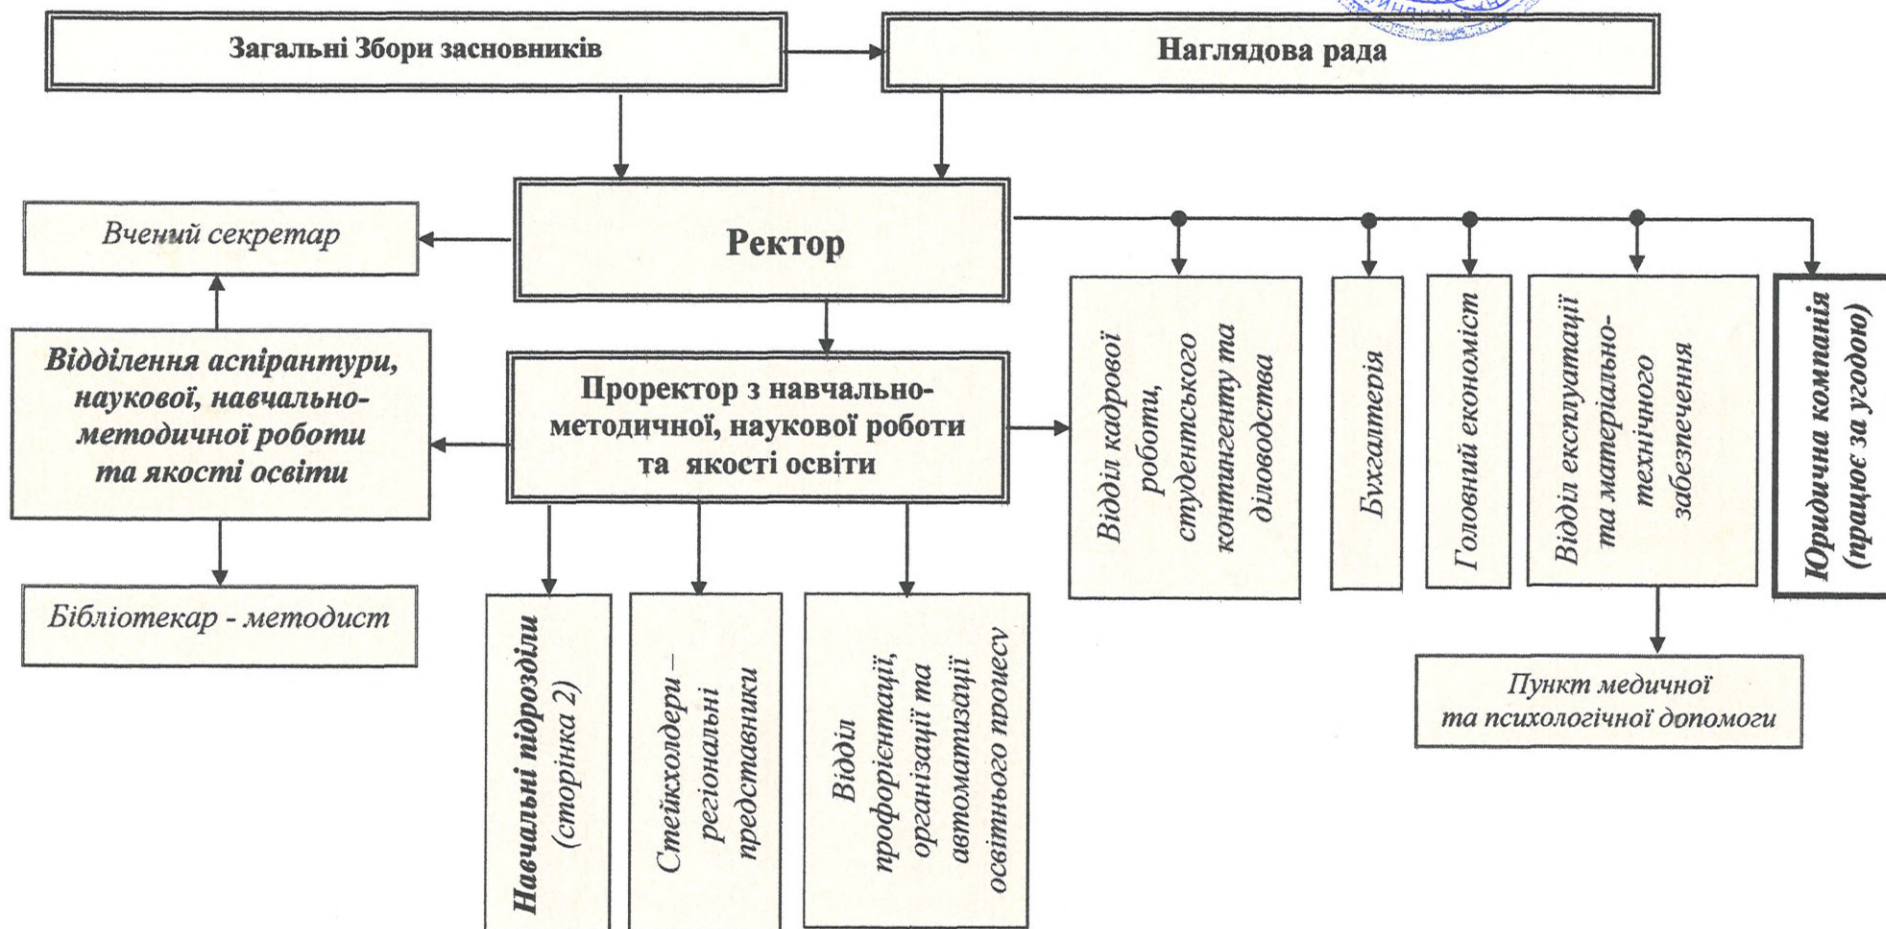 Загальні Збори засновників
Наглядова рада
Ректор
Вчений секретар
Відділення аспірантури,
наукової, навчально-
методичної роботи
та якості освіти
Бібліотекар - методист
Проректор з навчально-
методичної, наукової роботи
та якості освіти
Навчальні підрозділи
(сторінка 2)
Стейкхолдери –
регіональні
представники
Відділ
профорієнтації,
організації та
автоматизації
освітнього процесу
Відділ кадрової
роботи,
студентського
контингенту та
діловодства
Бухгалтерія
Головний економіст
Відділ експлуатації
та матеріально-
технічного
забезпечення
Юридична компанія
(працює за угодою)
Пункт медичної
та психологічної допомоги